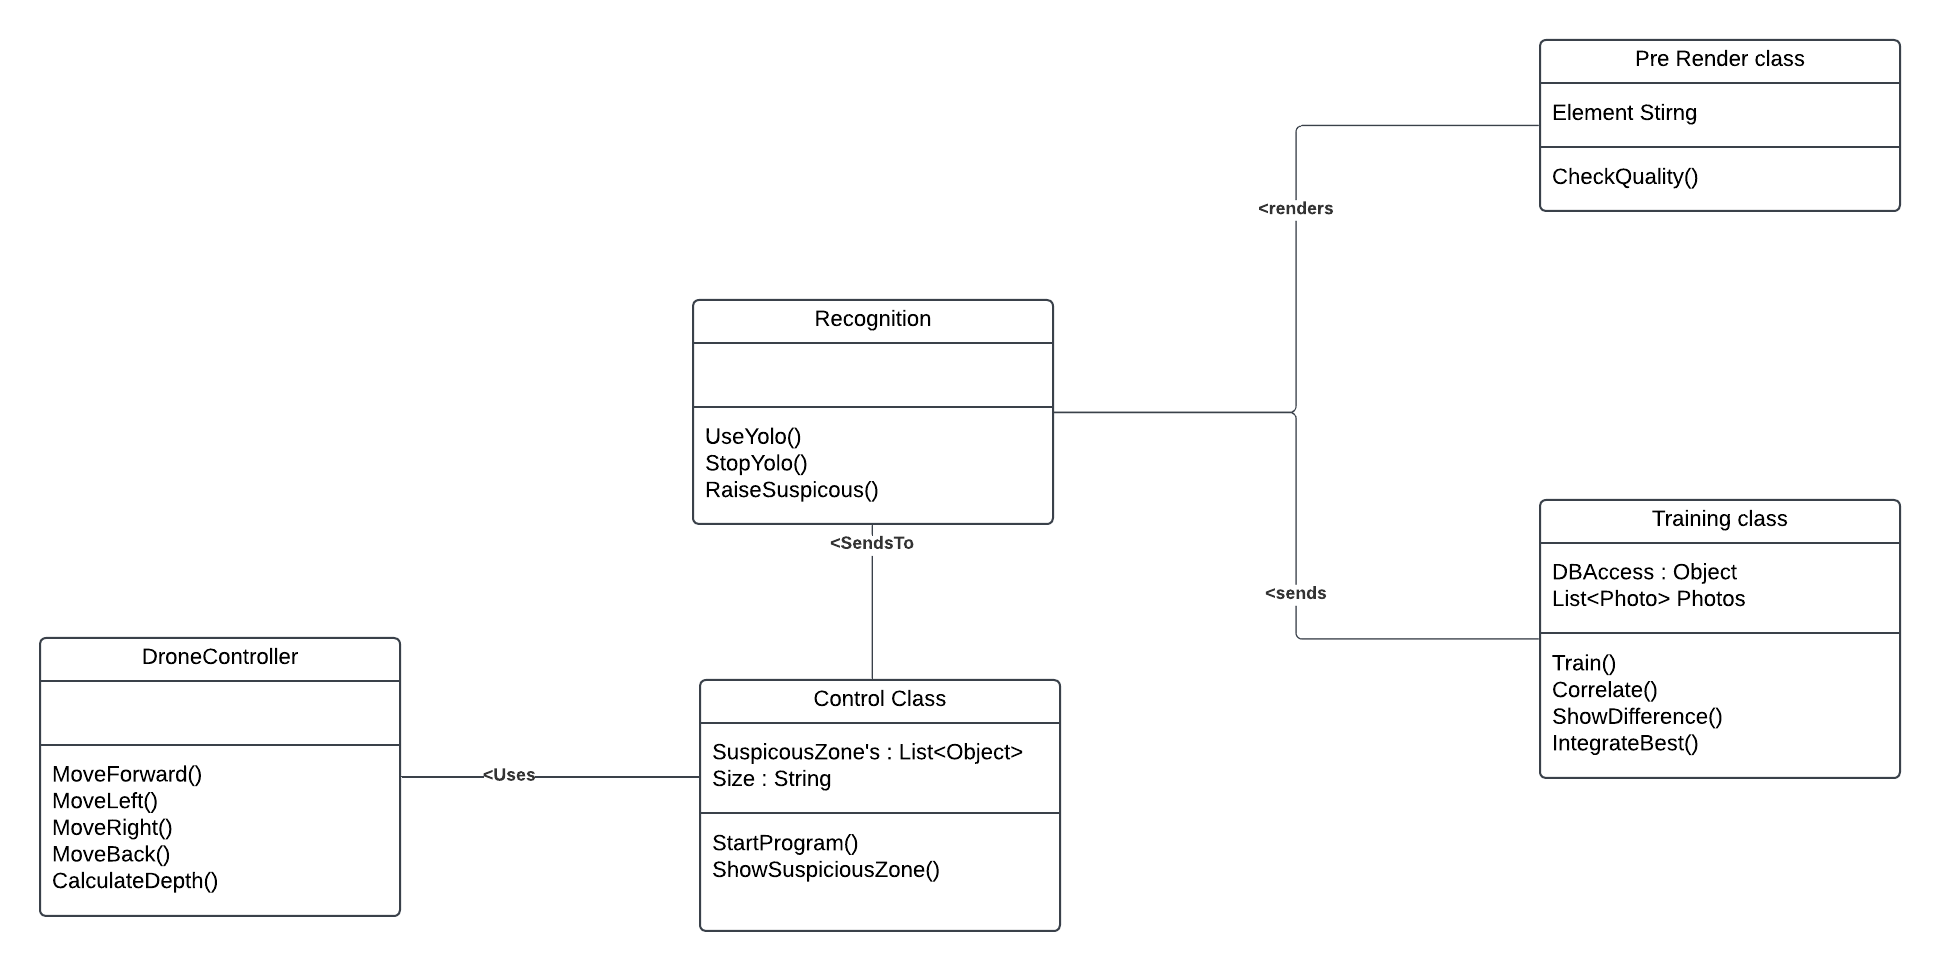 Pre Render class
Element Stirng
CheckQuality()
<renders
Recognition
UseYolo()
StopYolo()
RaiseSuspicous()
<SendsTo
<sends
Training class
DBAccess : Object
List<Photo> Photos
Train()
Correlate()
ShowDifference()
IntegrateBest()
DroneController
MoveForward()
MoveLeft()
MoveRight()
MoveBack()
CalculateDepth()
<Uses
Control Class
SuspicousZone's : List<Object>
Size : String
StartProgram()
ShowSuspiciousZone()